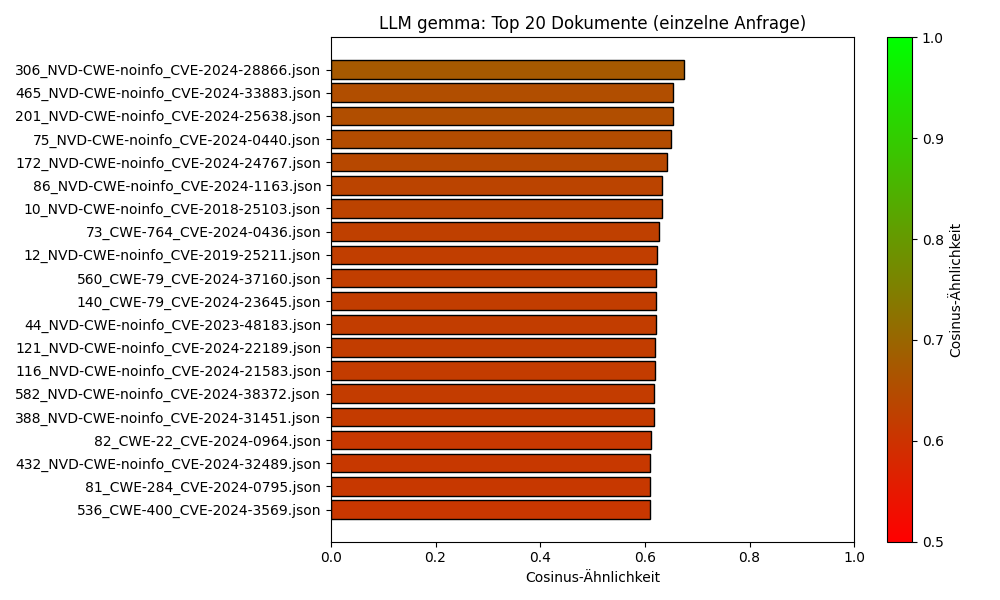 LLM gemma: Top 20 Dokumente (einzelne Anfrage)
306_NVD-CWE-noinfo_CVE-2024-28866.json
465_NVD-CWE-noinfo_CVE-2024-33883.json
201_NVD-CWE-noinfo_CVE-2024-25638.json
75_NVD-CWE-noinfo_CVE-2024-0440.json
172_NVD-CWE-noinfo_CVE-2024-24767.json
86_NVD-CWE-noinfo_CVE-2024-1163.json
10_NVD-CWE-noinfo_CVE-2018-25103.json
73_CWE-764_CVE-2024-0436.json
12_NVD-CWE-noinfo_CVE-2019-25211.json
560_CWE-79_CVE-2024-37160.json
140_CWE-79_CVE-2024-23645.json
44_NVD-CWE-noinfo_CVE-2023-48183.json
121_NVD-CWE-noinfo_CVE-2024-22189.json
116_NVD-CWE-noinfo_CVE-2024-21583.json
582_NVD-CWE-noinfo_CVE-2024-38372.json
388_NVD-CWE-noinfo_CVE-2024-31451.json
82_CWE-22_CVE-2024-0964.json
432_NVD-CWE-noinfo_CVE-2024-32489.json
81_CWE-284_CVE-2024-0795.json
536_CWE-400_CVE-2024-3569.json
0.0 0.2 0.4 0.6 0.8 1.0
Cosinus-Ähnlichkeit
1.0
0.9
0.8
0.7
0.6
0.5
Cosinus-Ähnlichkeit